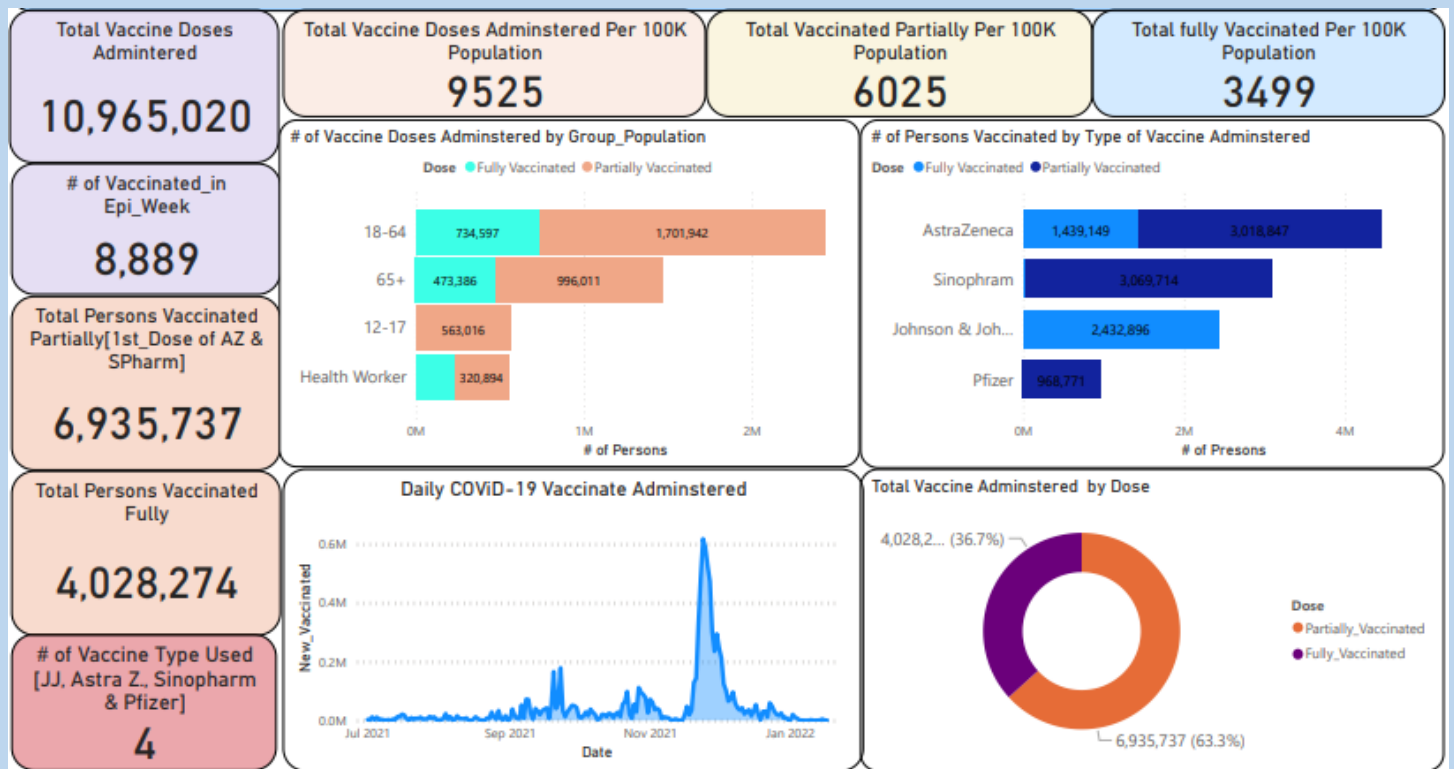 Total Vaccine Doses
Admintered
10,965,020
# of Vaccinated_in
Epi_Week
8,889
Total Persons Vaccinated
Partially[1st_Dose of AZ &
SPharm]
6,935,737
Total Persons Vaccinated
Fully
4,028,274
# of Vaccine Type Used
[JJ, Astra Z., Sinopharm
& Pfizer]
4
Total Vaccine Doses Adminstered Per 100K
Population
9525
Total Vaccinated Partially Per 100K
Population
6025
Total fully Vaccinated Per 100K
Population
3499
# of Vaccine Doses Adminstered by Group_Population
Dose Fully Vaccinated Partially Vaccinated
18-64 734,597 1,701,942
65+ 473,386 996,011
12-17 563,016
Health Worker 320,894
0M 1M 2M
# of Persons
# of Persons Vaccinated by Type of Vaccine Adminstered
Dose Fully Vaccinated Partially Vaccinated
AstraZeneca 1,439,149 3,018,847
Sinophram 3,069,714
Johnson & Joh... 2,432,896
Pfizer 968,771
0M 2M 4M
# of Presons
Daily COViD-19 Vaccinate Adminstered
New_Vaccinated
0.6M
0.4M
0.2M
0.0M
Jul 2021 Sep 2021 Nov 2021 Jan 2022
Date
Total Vaccine Adminstered by Dose
4,028,2... (36.7%)
6,935,737 (63.3%)
Dose
Partially_Vaccinated
Fully_Vaccinated